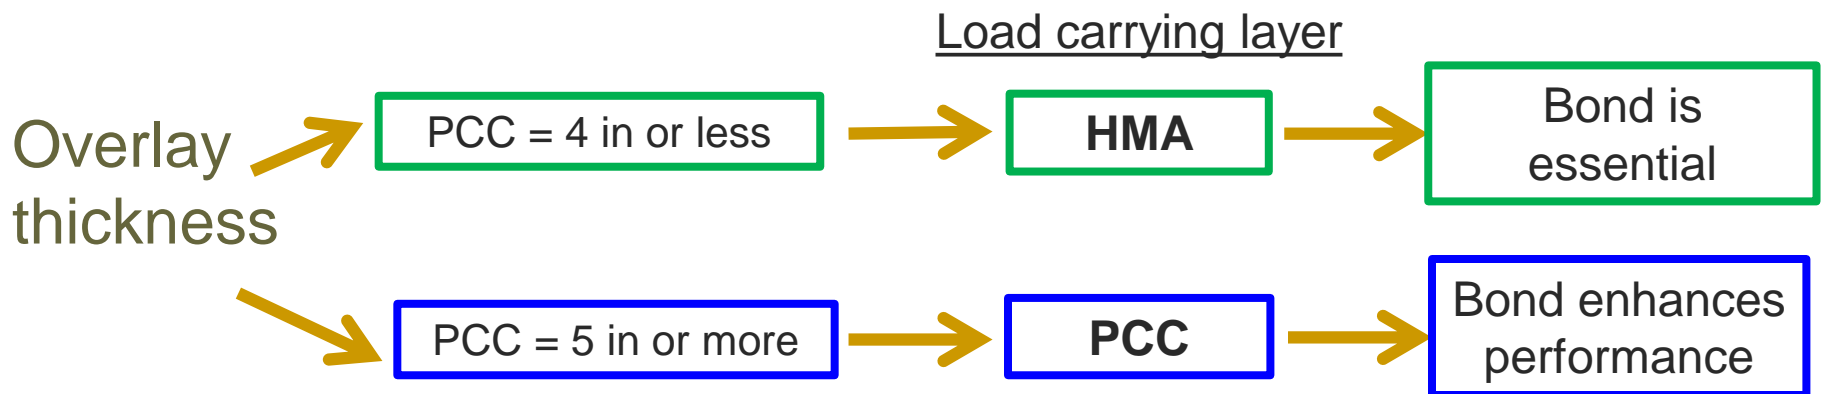 Load carrying layer
Overlay
thickness
PCC = 4 in or less
HMA
Bond is
essential
PCC = 5 in or more
PCC
Bond enhances
performance